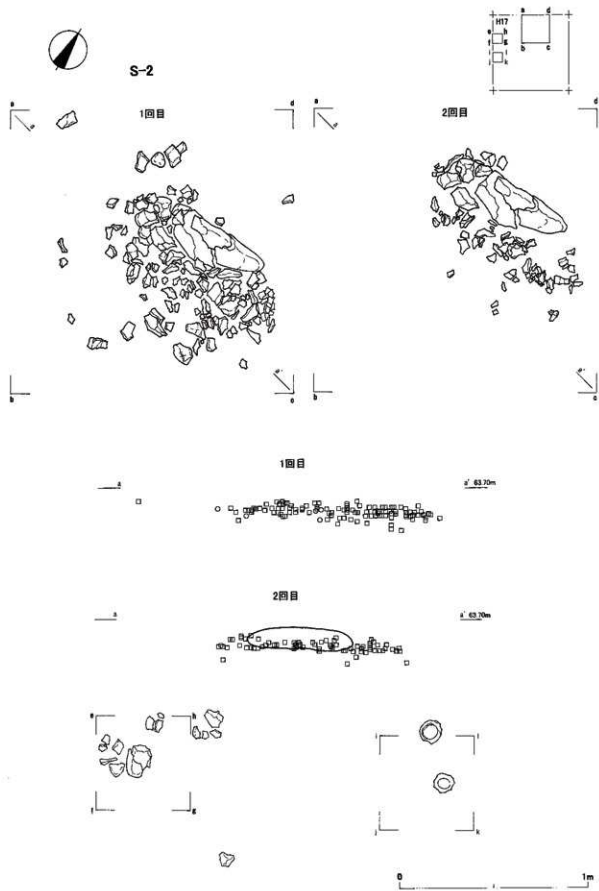 S-2
H17
a d
e h
f g
b c
j k
1回目
2回目
a d
a d
b c
b c
1回目
a a' 63.70m
2回目
a a' 63.70m
e h
i l
f g
j k
0 1m